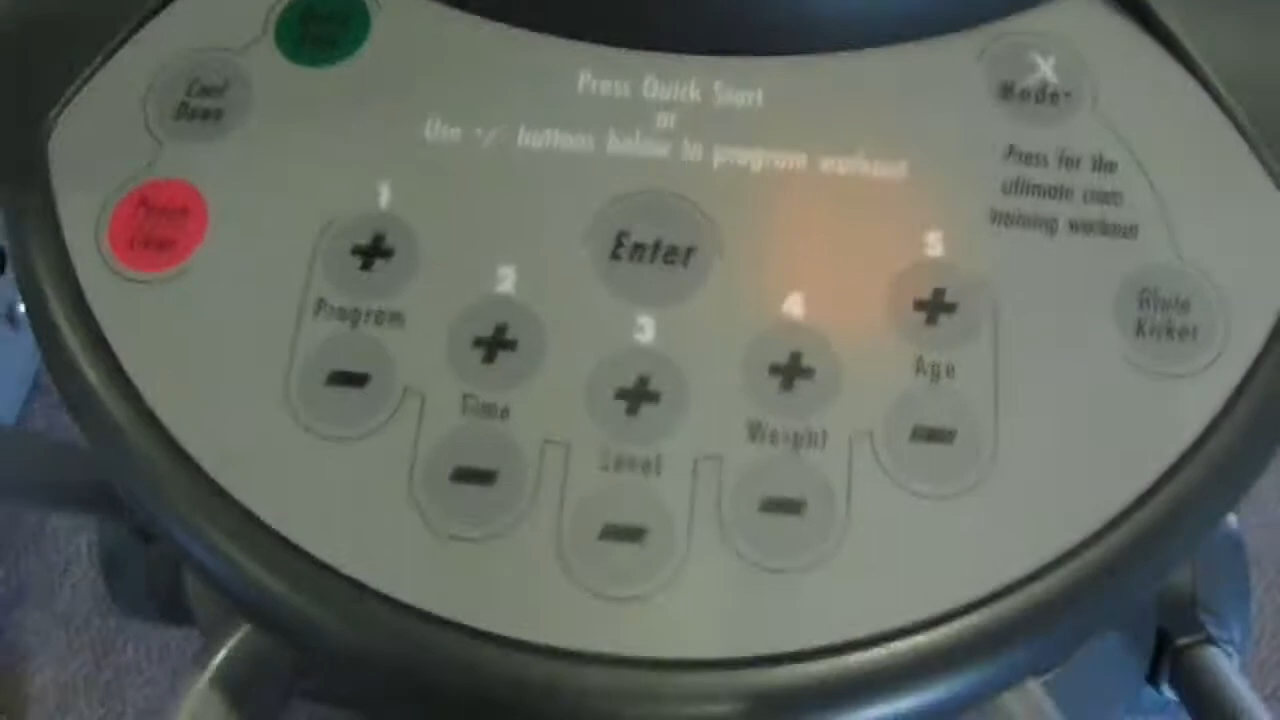 Cool
Down
Press Quick Start
or
Use +/- buttons below to program workout
X
Mode
Press for the
ultimate cross
training workout
Pause
Clear
1
+
Program
-
2
+
Time
-
Enter
3
+
Level
-
4
+
Weight
-
5
+
Age
-
Glute
Kicker